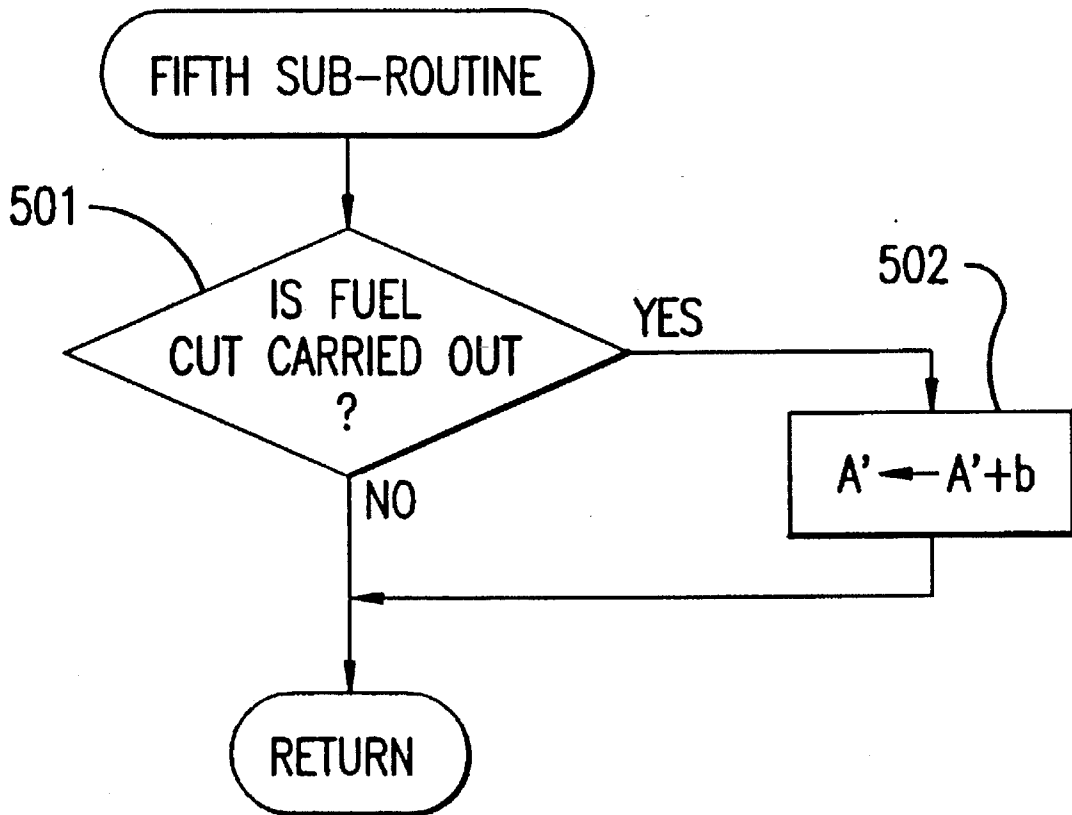 FIFTH SUB-ROUTINE
501
IS FUEL
CUT CARRIED OUT
?
YES
502
A' ← A'+b
NO
RETURN